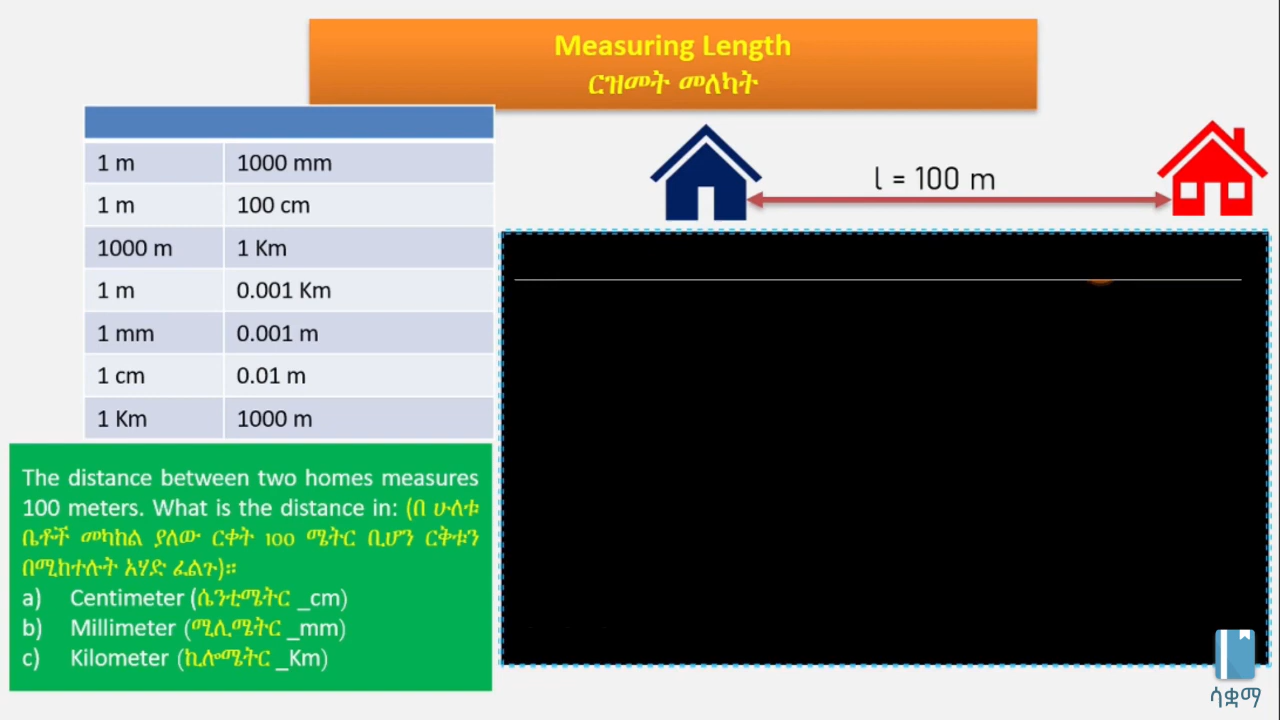 Measuring Length
ርዝመት መለካት
1 m 1000 mm
1 m 100 cm
1000 m 1 Km
1 m 0.001 Km
1 mm 0.001 m
1 cm 0.01 m
1 Km 1000 m
l = 100 m
The distance between two homes measures
100 meters. What is the distance in: (በ ሁለቱ
ቤቶች መካከል ያለው ርቀት 100 ሜትር ቢሆን ርቅቱን
በሚከተሉት አሃድ ፈልጉ)።
a) Centimeter (ሴንቲሜትር _cm)
b) Millimeter (ሚሊሜትር _mm)
c) Kilometer (ኪሎሜትር _Km)
ሳቋማ